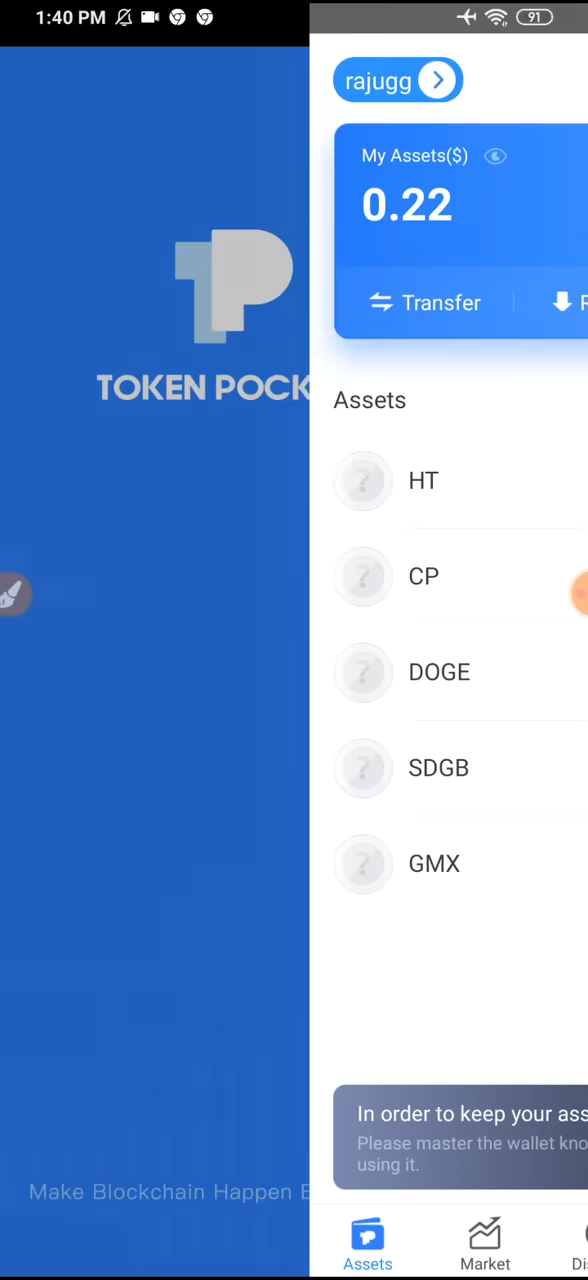 1:40 PM
91
rajugg
My Assets($)
0.22
TOKEN POCK
Transfer
Assets
HT
CP
DOGE
SDGB
GMX
In order to keep your ass
Please master the wallet kno
using it.
Make Blockchain Happen
Assets
Market